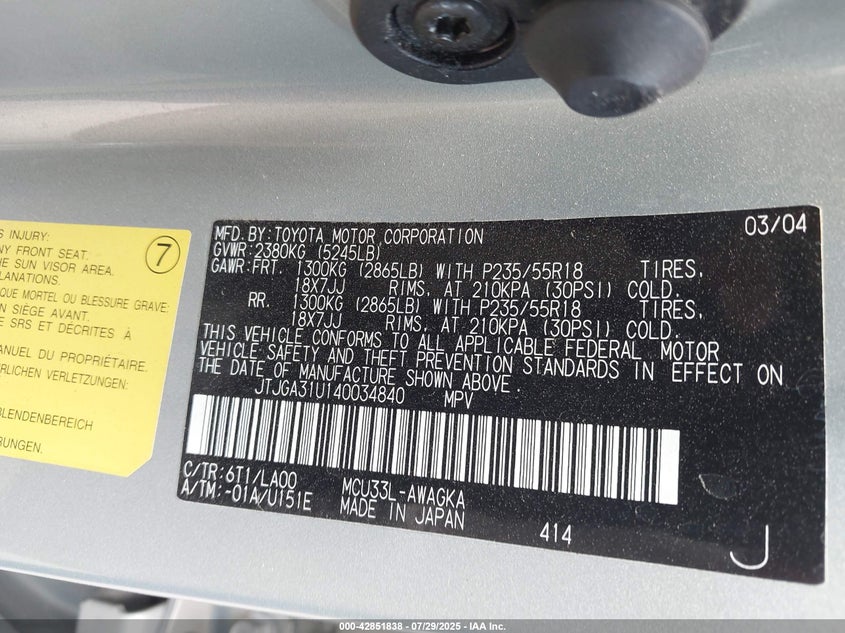 S INJURY:
NY FRONT SEAT.
THE SUN VISOR AREA.
PLANATIONS.
QUE MORTEL OU BLESSURE GRAVE:
N SIÈGE AVANT.
E SRS ET DÉCRITES À
ANUEL DU PROPRIÉTAIRE.
RLICHEN VERLETZUNGEN:
BLENDENBEREICH
RUNGEN.
7
MFD.BY:TOYOTA MOTOR CORPORATION 03/04
GVWR:2380KG (5245LB)
GAWR:FRT. 1300KG (2865LB) WITH P235/55R18 TIRES,
18X7JJ RIMS, AT 210KPA (30PSI) COLD.
RR. 1300KG (2865LB) WITH P235/55R18 TIRES,
18X7JJ RIMS, AT 210KPA (30PSI) COLD.
THIS VEHICLE CONFORMS TO ALL APPLICABLE FEDERAL MOTOR
VEHICLE SAFETY AND THEFT PREVENTION STANDARDS IN EFFECT ON
THE DATE OF MANUFACTURE SHOWN ABOVE.
JTJGA31U140034840 MPV
C/TR:6T1/LA00 MCU33L-AWAGKA
A/TM:-01A/U151E MADE IN JAPAN
414 J
000-42851838 - 07/29/2025 - IAA Inc.